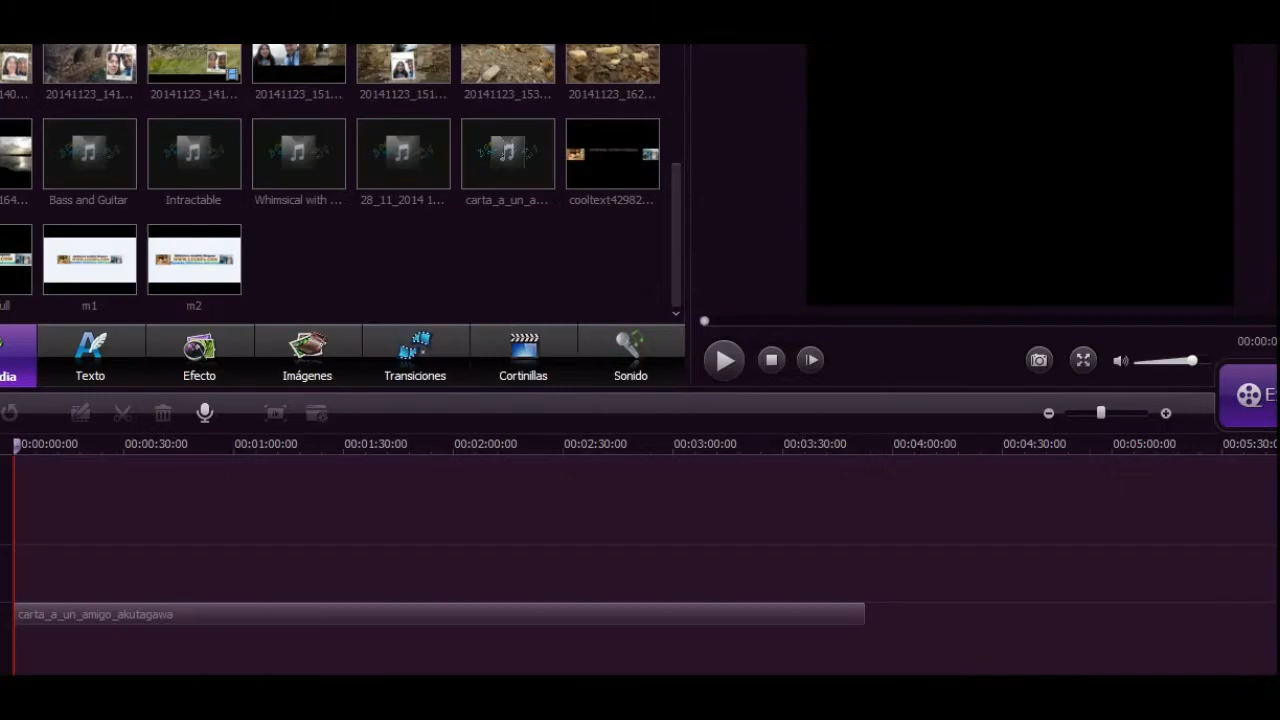 140... 20141123_141... 20141123_141... 20141123_151... 20141123_151... 20141123_153... 20141123_162...
164... Bass and Guitar Intractable Whimsical with ... 28_11_2014 1... carta_a_un_a... cooltext42982...
ull m1 m2
00:00:0
dia Texto Efecto Imágenes Transiciones Cortinillas Sonido
E
0:00:00:00 00:00:30:00 00:01:00:00 00:01:30:00 00:02:00:00 00:02:30:00 00:03:00:00 00:03:30:00 00:04:00:00 00:04:30:00 00:05:00:00 00:05:30:0
carta_a_un_amigo_akutagawa